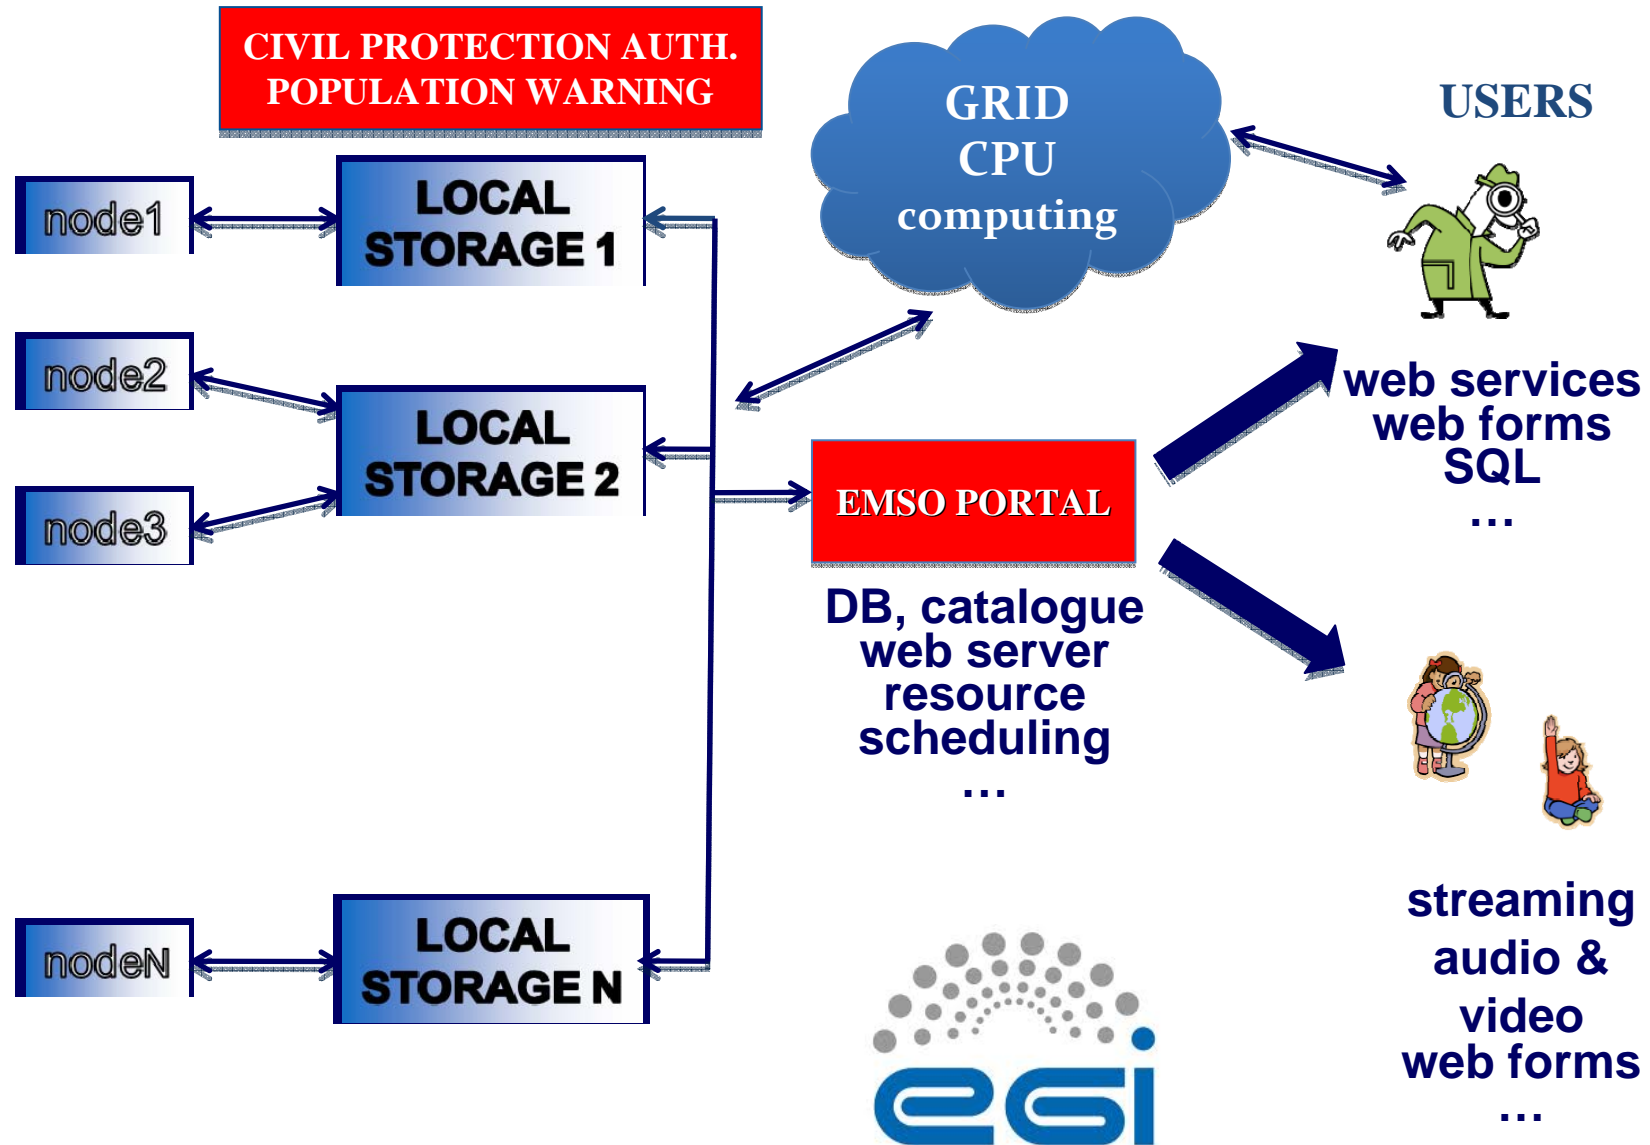 CIVIL PROTECTION AUTH.
POPULATION WARNING
GRID
CPU
computing
USERS
node1
LOCAL
STORAGE 1
node2
LOCAL
STORAGE 2
node3
EMSO PORTAL
DB, catalogue
web server
resource
scheduling
...
web services
web forms
SQL
...
nodeN
LOCAL
STORAGE N
streaming
audio &
video
web forms
...
egi